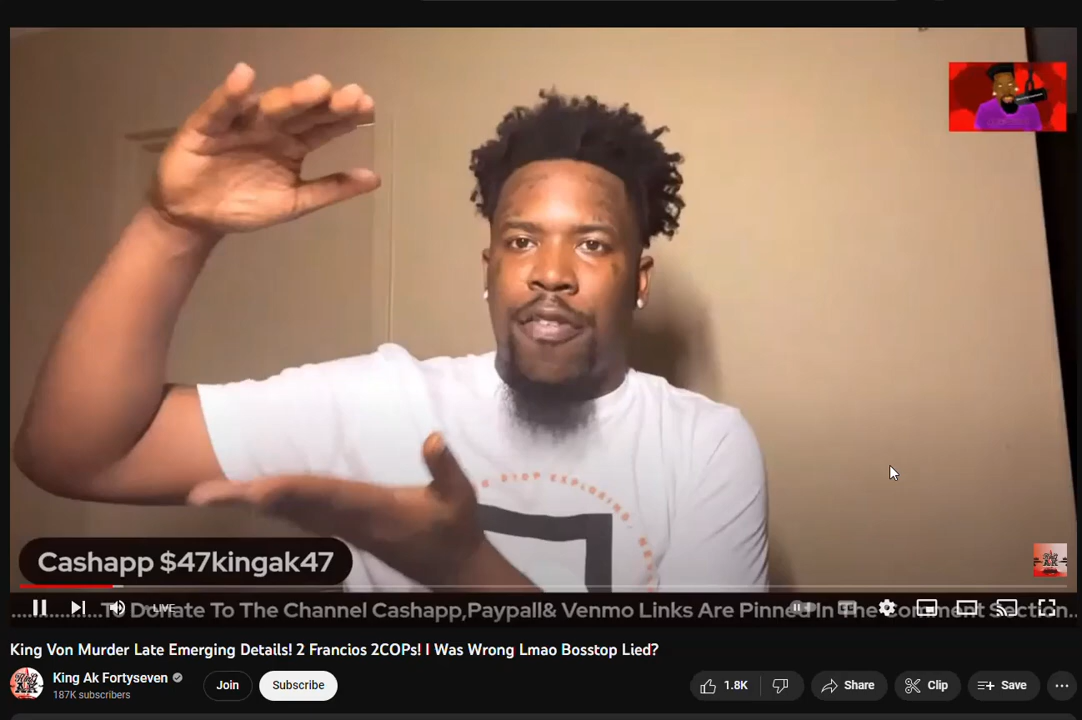 STOP EXPLORING
Cashapp $47kingak47
LIVE
To Donate To The Channel Cashapp,Paypall& Venmo Links Are Pinned In The Comment Section...
King Von Murder Late Emerging Details! 2 Francios 2COPs! I Was Wrong Lmao Bosstop Lied?
King Ak Fortyseven
187K subscribers
Join
Subscribe
1.8K
Share
Clip
Save